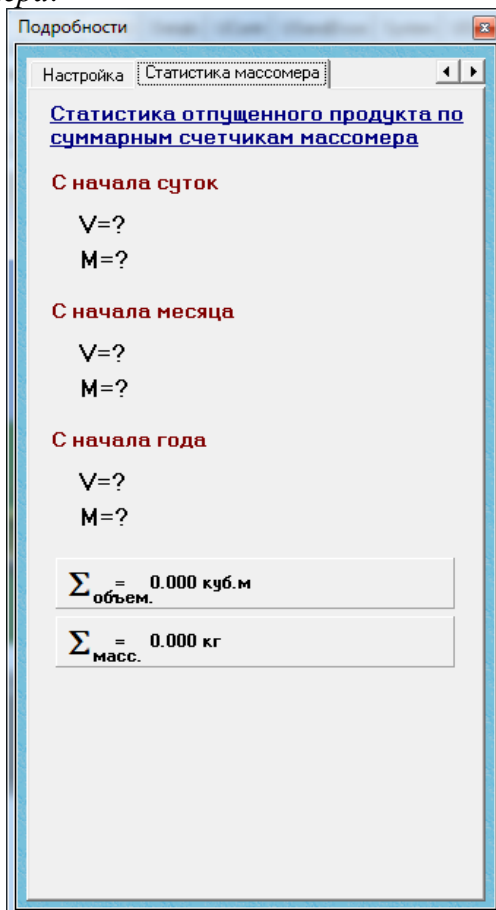 Подробности
Настройка Статистика массомера
Статистика отпущенного продукта по
суммарным счетчикам массомера
С начала суток
V=?
M=?
С начала месяца
V=?
M=?
С начала года
V=?
M=?
Σобъем. = 0.000 куб.м
Σмасс. = 0.000 кг